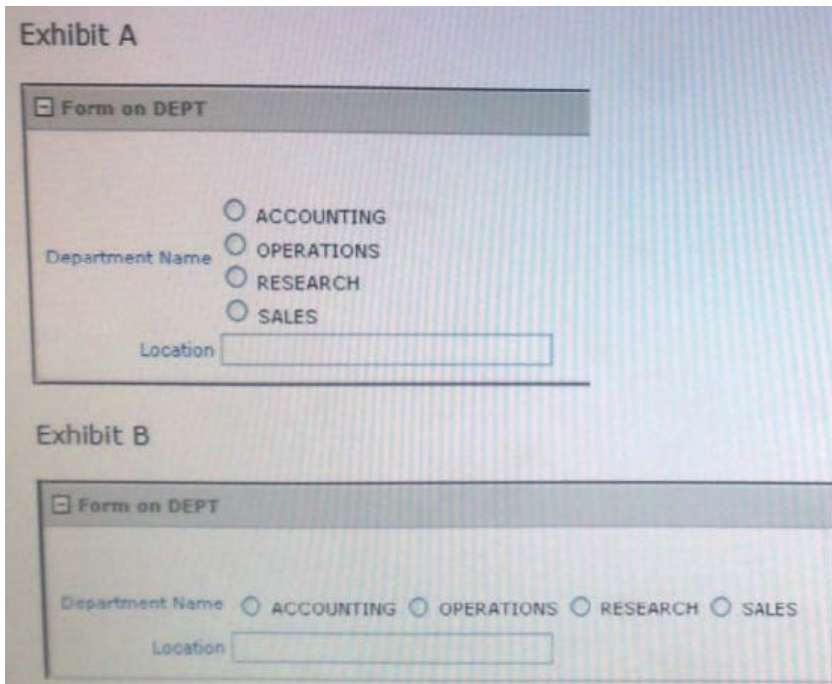 Exhibit A
Form on DEPT
ACCOUNTING
OPERATIONS
Department Name
RESEARCH
SALES
Location
Exhibit B
Form on DEPT
Department Name ACCOUNTING OPERATIONS RESEARCH SALES
Location